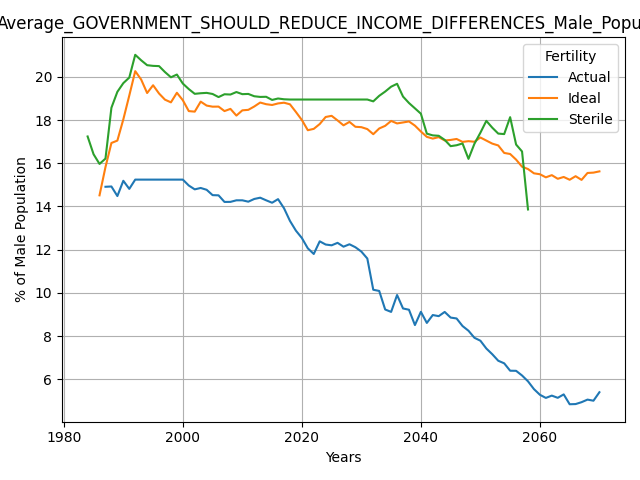 Average_GOVERNMENT_SHOULD_REDUCE_INCOME_DIFFERENCES_Male_Popu
Fertility
Actual
Ideal
Sterile
% of Male Population
20
18
16
14
12
10
8
6
1980
2000
2020
2040
2060
Years